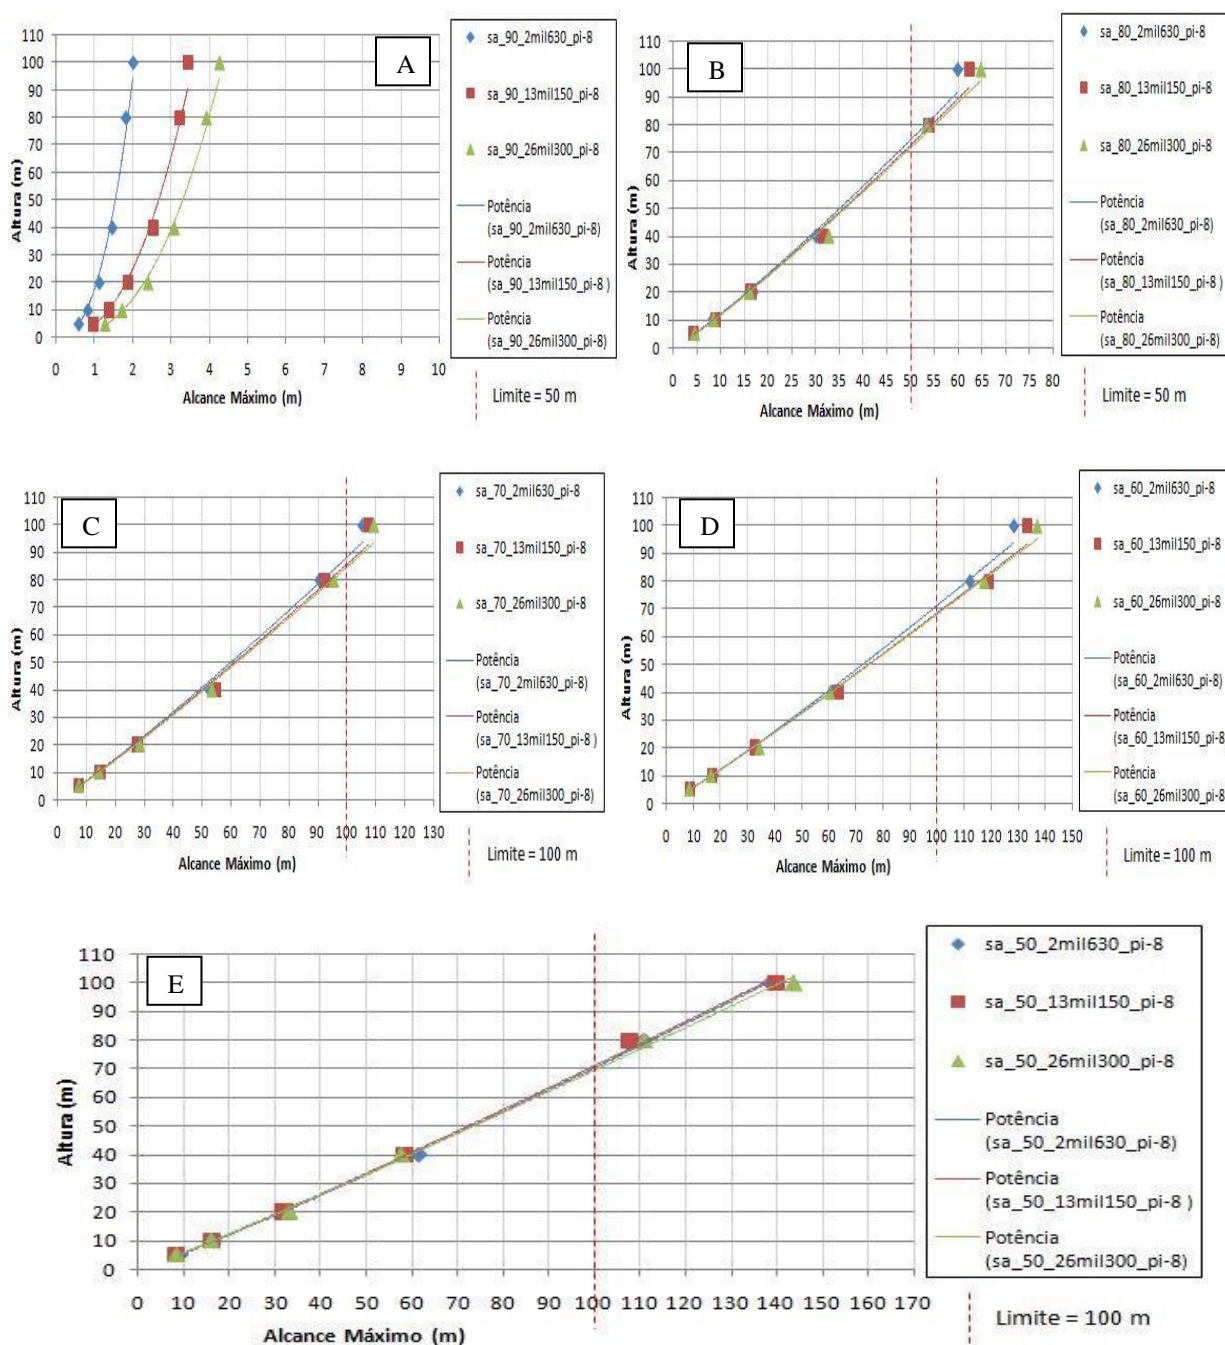 110
100
90
80
70
60
50
40
30
20
10
0
Altura (m)
A
0 1 2 3 4 5 6 7 8 9 10
Alcance Máximo (m)
sa_90_2mil630_pi-8
sa_90_13mil150_pi-8
sa_90_26mil300_pi-8
Potência
(sa_90_2mil630_pi-8)
Potência
(sa_90_13mil150_pi-8 )
Potência
(sa_90_26mil300_pi-8)
Limite = 50 m
110
100
90
80
70
60
50
40
30
20
10
0
Altura (m)
B
0 5 10 15 20 25 30 35 40 45 50 55 60 65 70 75 80
Alcance Máximo (m)
sa_80_2mil630_pi-8
sa_80_13mil150_pi-8
sa_80_26mil300_pi-8
Potência
(sa_80_2mil630_pi-8)
Potência
(sa_80_13mil150_pi-8 )
Potência
(sa_80_26mil300_pi-8)
Limite = 50 m
110
100
90
80
70
60
50
40
30
20
10
0
Altura (m)
C
0 10 20 30 40 50 60 70 80 90 100 110 120 130
Alcance Máximo (m)
sa_70_2mil630_pi-8
sa_70_13mil150_pi-8
sa_70_26mil300_pi-8
Potência
(sa_70_2mil630_pi-8)
Potência
(sa_70_13mil150_pi-8 )
Potência
(sa_70_26mil300_pi-8)
Limite = 100 m
110
100
90
80
70
60
50
40
30
20
10
0
Altura (m)
D
0 10 20 30 40 50 60 70 80 90 100 110 120 130 140 150
Alcance Máximo (m)
sa_60_2mil630_pi-8
sa_60_13mil150_pi-8
sa_60_26mil300_pi-8
Potência
(sa_60_2mil630_pi-8)
Potência
(sa_60_13mil150_pi-8
Potência
(sa_60_26mil300_pi-8
Limite = 100 m
110
100
90
80
70
60
50
40
30
20
10
0
Altura (m)
E
0 10 20 30 40 50 60 70 80 90 100 110 120 130 140 150 160 170
Alcance Máximo (m)
sa_50_2mil630_pi-8
sa_50_13mil150_pi-8
sa_50_26mil300_pi-8
Potência
(sa_50_2mil630_pi-8)
Potência
(sa_50_13mil150_pi-8 )
Potência
(sa_50_26mil300_pi-8)
Limite = 100 m